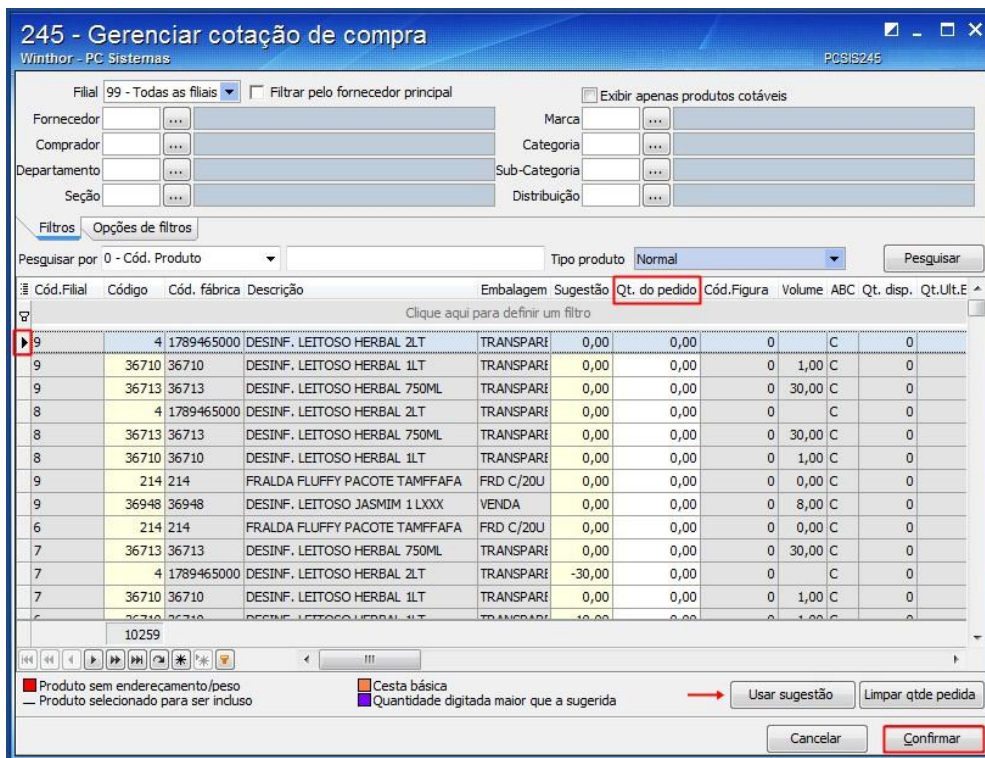 245 - Gerenciar cotação de compra
Winthor - PC Sistemas PCSIS245
Filial 99 - Todas as filiais Filtrar pelo fornecedor principal Exibir apenas produtos cotáveis
Fornecedor ... Marca ...
Comprador ... Categoria ...
Departamento ... Sub-Categoria ...
Seção ... Distribuição ...
Filtros Opções de filtros
Pesquisar por 0 - Cód. Produto Tipo produto Normal Pesquisar
Cód.Filial Código Cód. fábrica Descrição Embalagem Sugestão Qt. do pedido Cód.Figura Volume ABC Qt. disp. Qt.Ult.E
Clique aqui para definir um filtro
9 4 1789465000 DESINF. LEITOSO HERBAL 2LT TRANSPARE 0,00 0,00 0 C 0
9 36710 36710 DESINF. LEITOSO HERBAL 1LT TRANSPARE 0,00 0,00 0 1,00 C 0
9 36713 36713 DESINF. LEITOSO HERBAL 750ML TRANSPARE 0,00 0,00 0 30,00 C 0
8 4 1789465000 DESINF. LEITOSO HERBAL 2LT TRANSPARE 0,00 0,00 0 C 0
8 36713 36713 DESINF. LEITOSO HERBAL 750ML TRANSPARE 0,00 0,00 0 30,00 C 0
8 36710 36710 DESINF. LEITOSO HERBAL 1LT TRANSPARE 0,00 0,00 0 1,00 C 0
9 214 214 FRALDA FLUFFY PACOTE TAMFFAFA FRD C/20U 0,00 0,00 0 0,00 C 0
9 36948 36948 DESINF. LEITOSO JASMIM 1 LXXX VENDA 0,00 0,00 0 8,00 C 0
6 214 214 FRALDA FLUFFY PACOTE TAMFFAFA FRD C/20U 0,00 0,00 0 0,00 C 0
7 36713 36713 DESINF. LEITOSO HERBAL 750ML TRANSPARE 0,00 0,00 0 30,00 C 0
7 4 1789465000 DESINF. LEITOSO HERBAL 2LT TRANSPARE -30,00 0,00 0 C 0
7 36710 36710 DESINF. LEITOSO HERBAL 1LT TRANSPARE 0,00 0,00 0 1,00 C 0
10259
Produto sem endereçamento/peso Cesta básica
Produto selecionado para ser incluso Quantidade digitada maior que a sugerida Usar sugestão Limpar qtde pedida
Cancelar Confirmar